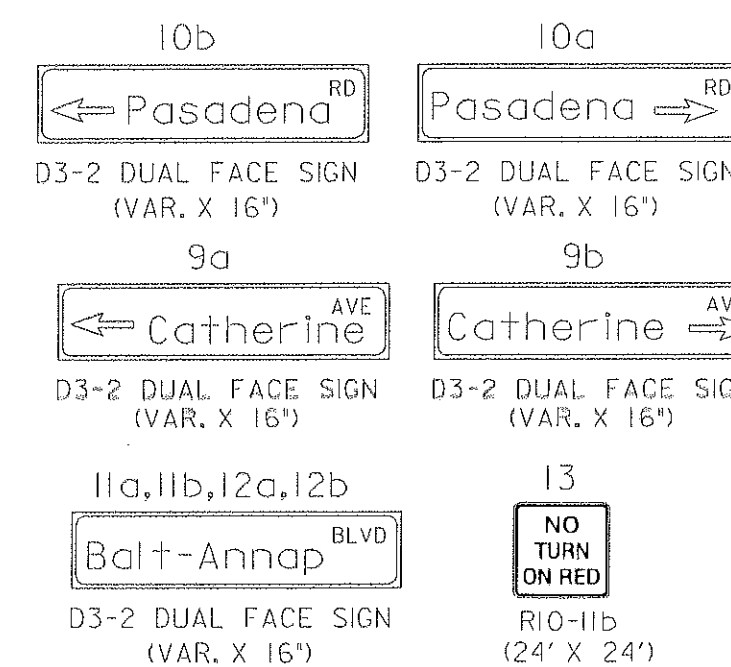 10b
← Pasadena RD
D3-2 DUAL FACE SIGN
(VAR. X 16")
10a
Pasadena → RD
D3-2 DUAL FACE SIGN
(VAR. X 16")
9a
← Catherine AVE
D3-2 DUAL FACE SIGN
(VAR. X 16")
9b
Catherine → AV
D3-2 DUAL FACE SIG
(VAR. X 16")
11a,11b,12a,12b
Balt-Annap BLVD
D3-2 DUAL FACE SIGN
(VAR. X 16")
13
NO
TURN
ON RED
R10-11b
(24' X 24')